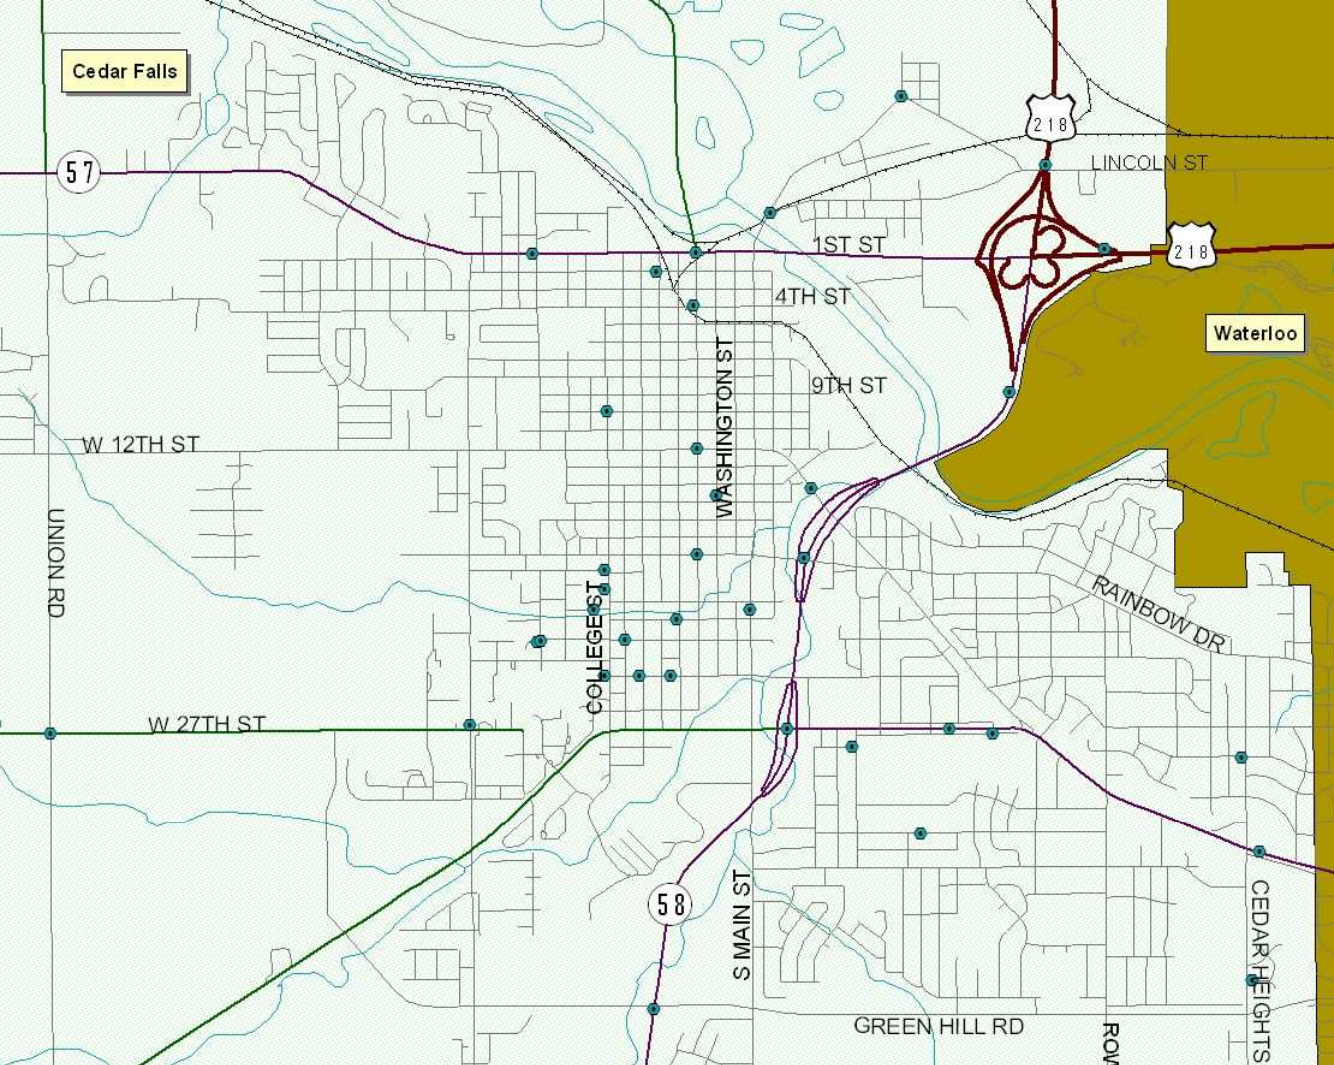 Cedar Falls
218
57
LINCOLN ST
1ST ST
218
4TH ST
Waterloo
WASHINGTON ST
9TH ST
W 12TH ST
UNION RD
COLLEGE ST
RAINBOW DR
W 27TH ST
58
S MAIN ST
CEDAR HEIGHTS
GREEN HILL RD
ROW